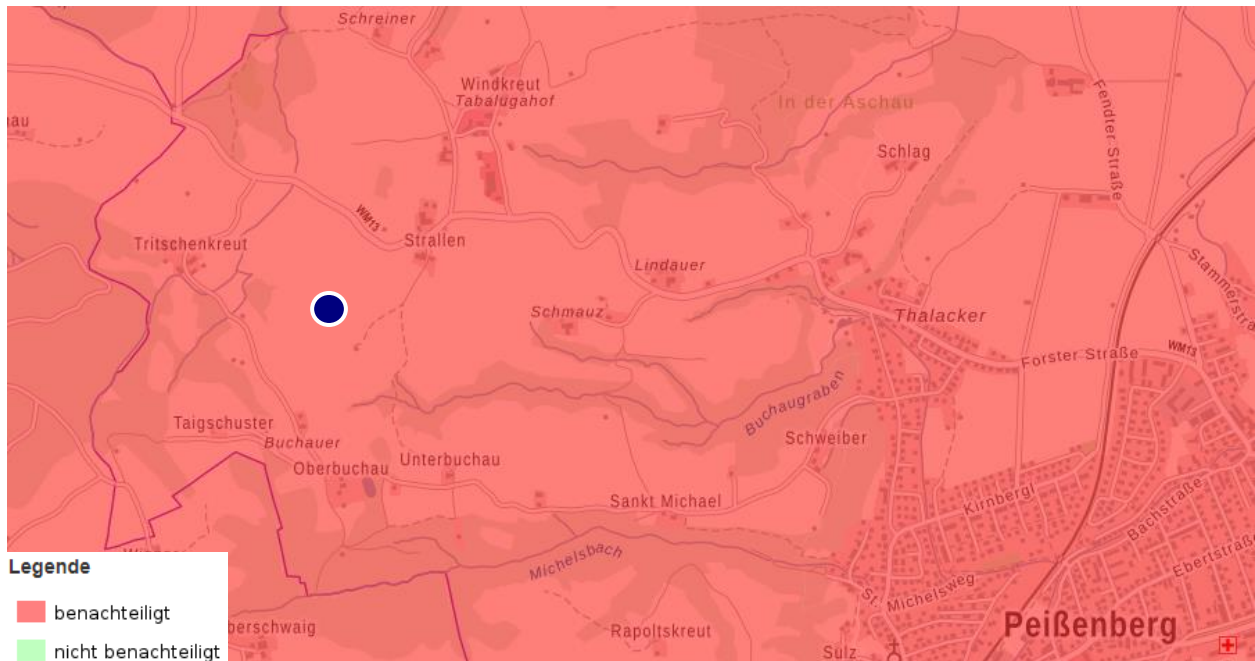 Schreiner
Windkreut
Tabalugahof
In der Aschau
Fendter Straße
Schlag
WM13
Strallen
Tritschenkreut
Lindauer
Stammerstra
Schmauz
Thalacker
Forster Straße
WM13
Buchaugraben
Taigschuster
Buchauer
Schweiber
Oberbuchau
Unterbuchau
Sankt Michael
Kirnbergl
Bachstraße
Michelsbach
Ebertstraße
St. Michelsweg
Peißenberg
Rapoltskreut
Sulz
berschwaig
Legende
benachteiligt
nicht benachteiligt